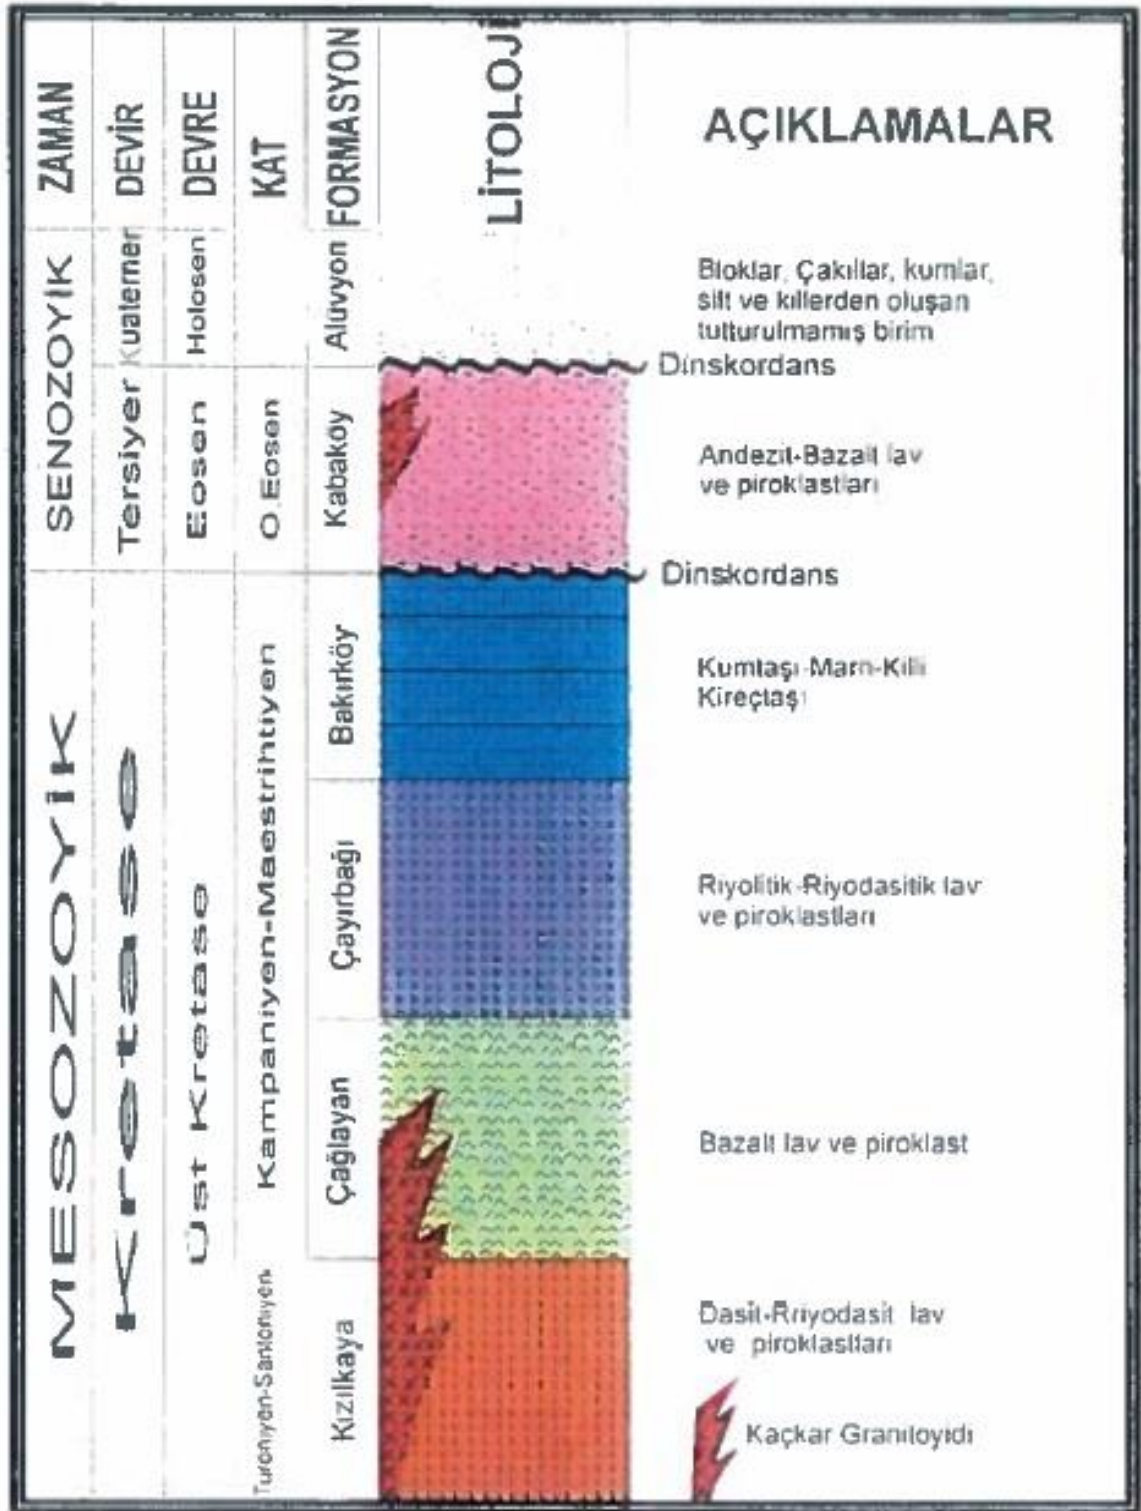 ZAMAN
DEVİR
DEVRE
KAT
FORMASYON
LİTOLOJİ
AÇIKLAMALAR
SENOZOYİK
Kuaterner
Holosen
Alüvyon
Bloklar, Çakıllar, kumlar,
silt ve killerden oluşan
tutturulmamış birim
Dinskordans
Tersiyer
Eosen
O.Eosen
Kabaköy
Andezit-Bazalt lav
ve piroklastları
Dinskordans
MESOZOYİK
Kretase
Üst Kretase
Kampaniyen-Maestrihtiyen
Bakırköy
Kumtaşı-Marn-Killi
Kireçtaşı
Çayırbağı
Riyolitik-Riyodasitik lav
ve piroklastları
Çağlayan
Bazalt lav ve piroklast
Turoniyen-Santoniyen
Kızılkaya
Dasit-Rriyodasit lav
ve piroklastları
Kaçkar Granitoyidi